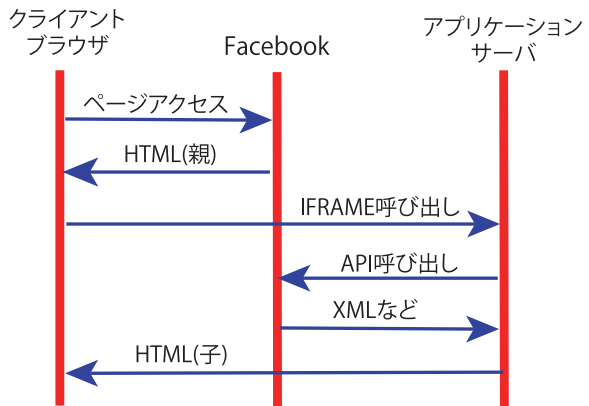 クライアント
ブラウザ
Facebook
アプリケーション
サーバ
ページアクセス
HTML(親)
IFRAME呼び出し
API呼び出し
XMLなど
HTML(子)